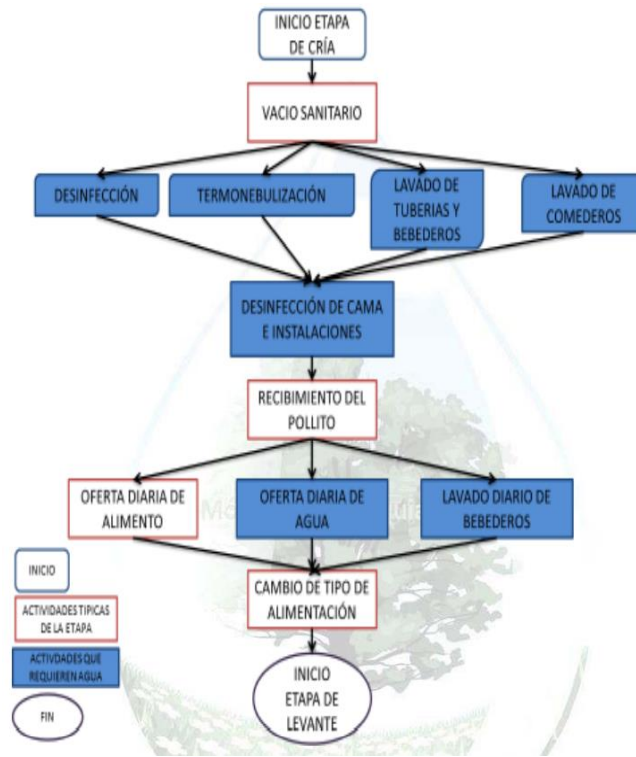 INICIO ETAPA
DE CRÍA
VACIO SANITARIO
DESINFECCIÓN
TERMONEBULIZACIÓN
LAVADO DE
TUBERIAS Y
BEBEDEROS
LAVADO DE
COMEDEROS
DESINFECCIÓN DE CAMA
E INSTALACIONES
RECIBIMIENTO DEL
POLLITO
OFERTA DIARIA DE
ALIMENTO
OFERTA DIARIA DE
AGUA
LAVADO DIARIO DE
BEBEDEROS
CAMBIO DE TIPO DE
ALIMENTACIÓN
INICIO
ETAPA DE
LEVANTE
INICIO
ACTIVIDADES TIPICAS
DE LA ETAPA
ACTIVDADES QUE
REQUIEREN AGUA
FIN